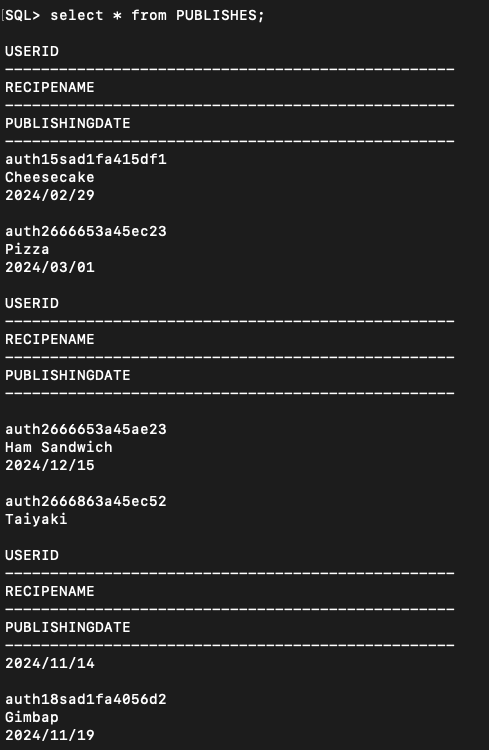 SQL> select * from PUBLISHES;
USERID
--------------------------------------------------
RECIPENAME
--------------------------------------------------
PUBLISHINGDATE
--------------------------------------------------
auth15sad1fa415df1
Cheesecake
2024/02/29
auth2666653a45ec23
Pizza
2024/03/01
USERID
--------------------------------------------------
RECIPENAME
--------------------------------------------------
PUBLISHINGDATE
--------------------------------------------------
auth2666653a45ae23
Ham Sandwich
2024/12/15
auth2666863a45ec52
Taiyaki
USERID
--------------------------------------------------
RECIPENAME
--------------------------------------------------
PUBLISHINGDATE
--------------------------------------------------
2024/11/14
auth18sad1fa4056d2
Gimbap
2024/11/19